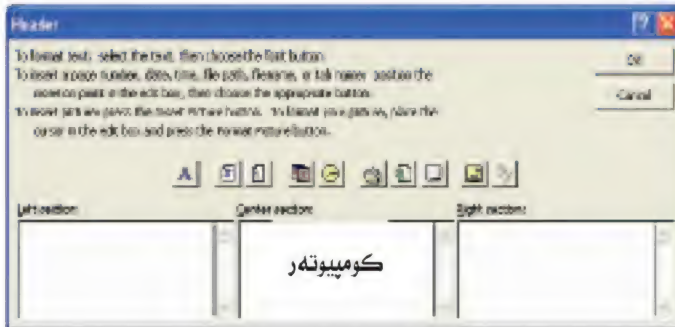 Header
To format text: select the text, then choose the Font button.
To insert a page number, date, time, file path, filename, or tab name: position the
insertion point in the edit box, then choose the appropriate button.
To insert picture: press the Insert Picture button. To format your picture, place the
cursor in the edit box and press the Format Picture button.
OK
Cancel
A
Left section:
Center section:
Right section:
کومپیوتەر